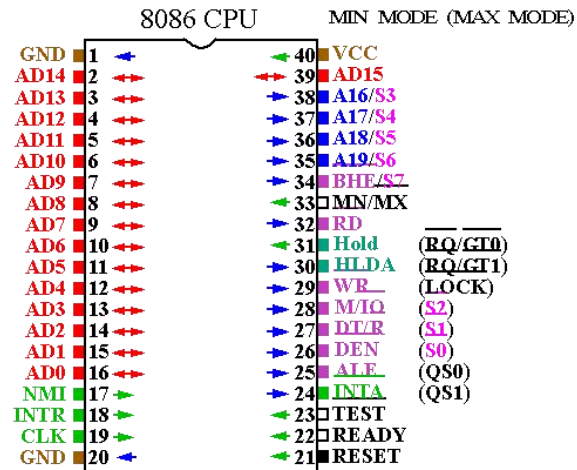 8086 CPU MIN MODE (MAX MODE)
GND 1 40 VCC
AD14 2 39 AD15
AD13 3 38 A16/S3
AD12 4 37 A17/S4
AD11 5 36 A18/S5
AD10 6 35 A19/S6
AD9 7 34 BHE/S7
AD8 8 33 MN/MX
AD7 9 32 RD
AD6 10 31 Hold (RQ/GT0)
AD5 11 30 HLDA (RQ/GT1)
AD4 12 29 WR (LOCK)
AD3 13 28 M/IO (S2)
AD2 14 27 DT/R (S1)
AD1 15 26 DEN (S0)
AD0 16 25 ALE (QS0)
NMI 17 24 INTA (QS1)
INTR 18 23 TEST
CLK 19 22 READY
GND 20 21 RESET